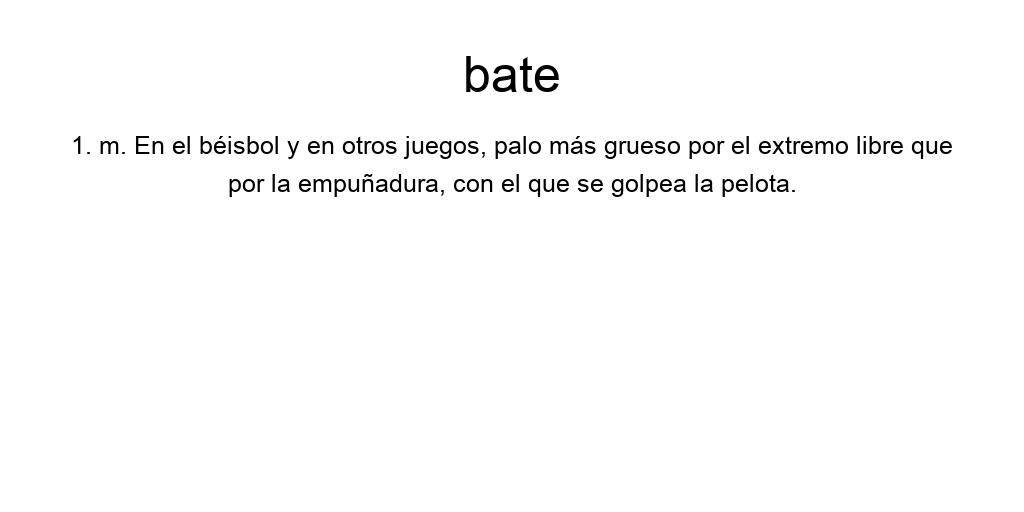 bate
1. m. En el béisbol y en otros juegos, palo más grueso por el extremo libre que
por la empuñadura, con el que se golpea la pelota.